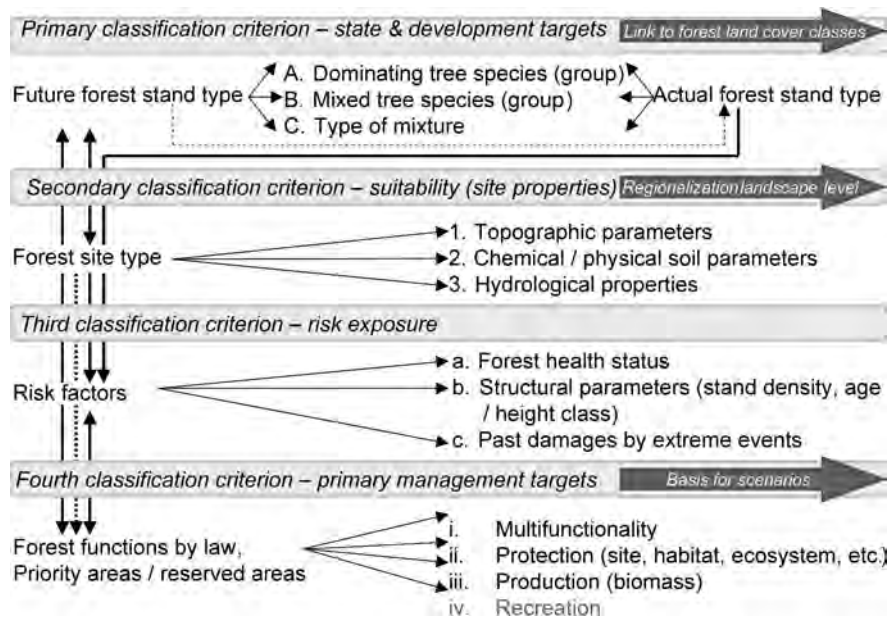 Primary classification criterion – state & development targets Link to forest land cover classes
A. Dominating tree species (group)
Future forest stand type B. Mixed tree species (group) Actual forest stand type
C. Type of mixture
Secondary classification criterion – suitability (site properties) Regionelization landscape level
1. Topographic parameters
Forest site type 2. Chemical / physical soil parameters
3. Hydrological properties
Third classification criterion – risk exposure
a. Forest health status
Risk factors b. Structural parameters (stand density, age
/ height class)
c. Past damages by extreme events
Fourth classification criterion – primary management targets Basis for scenarios
i. Multifunctionality
Forest functions by law, ii. Protection (site, habitat, ecosystem, etc.)
Priority areas / reserved areas iii. Production (biomass)
iv. Recreation